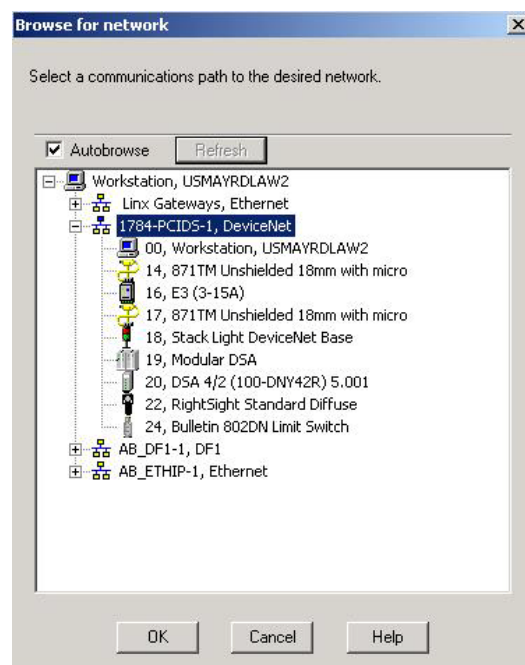 Browse for network
Select a communications path to the desired network.
Autobrowse Refresh
Workstation, USMAYRDLAW2
Linx Gateways, Ethernet
1784-PCIDS-1, DeviceNet
00, Workstation, USMAYRDLAW2
14, 871TM Unshielded 18mm with micro
16, E3 (3-15A)
17, 871TM Unshielded 18mm with micro
18, Stack Light DeviceNet Base
19, Modular DSA
20, DSA 4/2 (100-DNY42R) 5.001
22, RightSight Standard Diffuse
24, Bulletin 802DN Limit Switch
AB_DF1-1, DF1
AB_ETHIP-1, Ethernet
OK Cancel Help